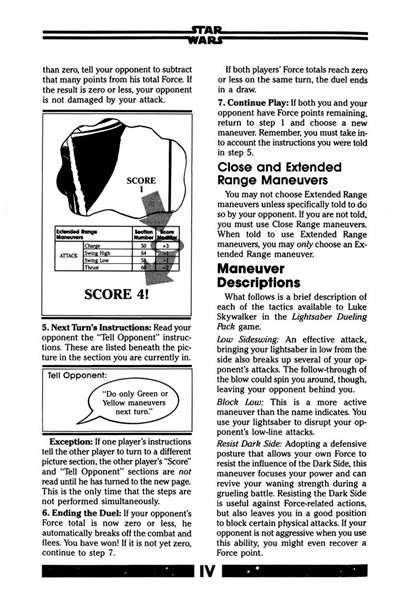 STAR
WARS
than zero, tell your opponent to subtract
that many points from his total Force. If
the result is zero or less, your opponent
is not damaged by your attack.
SCORE
1
Extended Range
Maneuvers
Section
Number
Score
Modifier
ATTACK
Charge 50 +3
Swing High 64
Swing Low
Thrust
SCORE 4!
5. Next Turn's Instructions: Read your
opponent the "Tell Opponent" instruc-
tions. These are listed beneath the pic-
ture in the section you are currently in.
Tell Opponent:
"Do only Green or
Yellow maneuvers
next turn."
Exception: If one player's instructions
tell the other player to turn to a different
picture section, the other player's "Score"
and "Tell Opponent" sections are not
read until he has turned to the new page.
This is the only time that the steps are
not performed simultaneously.
6. Ending the Duel: If your opponent's
Force total is now zero or less, he
automatically breaks off the combat and
flees. You have won! If it is not yet zero,
continue to step 7.
If both players' Force totals reach zero
or less on the same turn, the duel ends
in a draw.
7. Continue Play: If both you and your
opponent have Force points remaining,
return to step 1 and choose a new
maneuver. Remember, you must take in-
to account the instructions you were told
in step 5.
Close and Extended
Range Maneuvers
You may not choose Extended Range
maneuvers unless specifically told to do
so by your opponent. If you are not told,
you must use Close Range maneuvers.
When told to use Extended Range
maneuvers, you may only choose an Ex-
tended Range maneuver.
Maneuver
Descriptions
What follows is a brief description of
each of the tactics available to Luke
Skywalker in the Lightsaber Dueling
Pack game.
Low Sideswing: An effective attack,
bringing your lightsaber in low from the
side also breaks up several of your op-
ponent's attacks. The follow-through of
the blow could spin you around, though,
leaving your opponent behind you.
Block Low: This is a more active
maneuver than the name indicates. You
use your lightsaber to disrupt your op-
ponent's low-line attacks.
Resist Dark Side: Adopting a defensive
posture that allows your own Force to
resist the influence of the Dark Side, this
maneuver focuses your power and can
revive your waning strength during a
grueling battle. Resisting the Dark Side
is useful against Force-related actions,
but also leaves you in a good position
to block certain physical attacks. If your
opponent is not aggressive when you use
this ability, you might even recover a
Force point.
IV